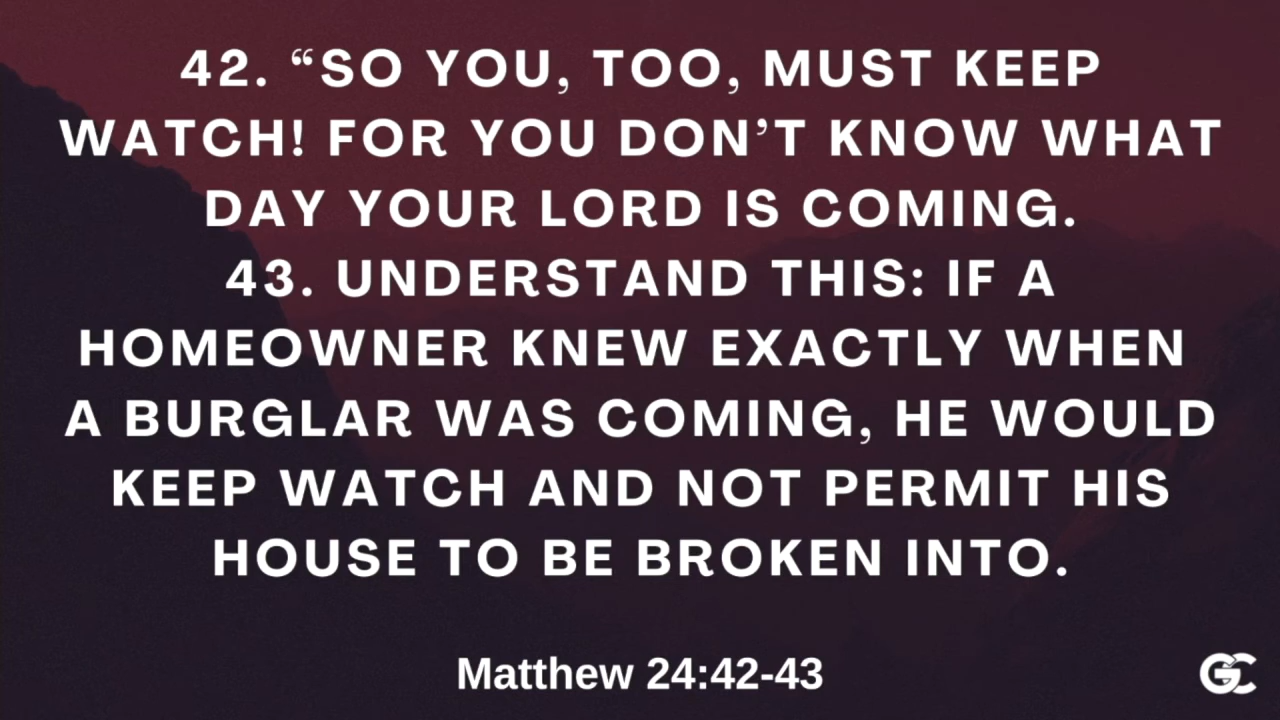 42. “SO YOU, TOO, MUST KEEP
WATCH! FOR YOU DON’T KNOW WHAT
DAY YOUR LORD IS COMING.
43. UNDERSTAND THIS: IF A
HOMEOWNER KNEW EXACTLY WHEN
A BURGLAR WAS COMING, HE WOULD
KEEP WATCH AND NOT PERMIT HIS
HOUSE TO BE BROKEN INTO.
Matthew 24:42-43
GC